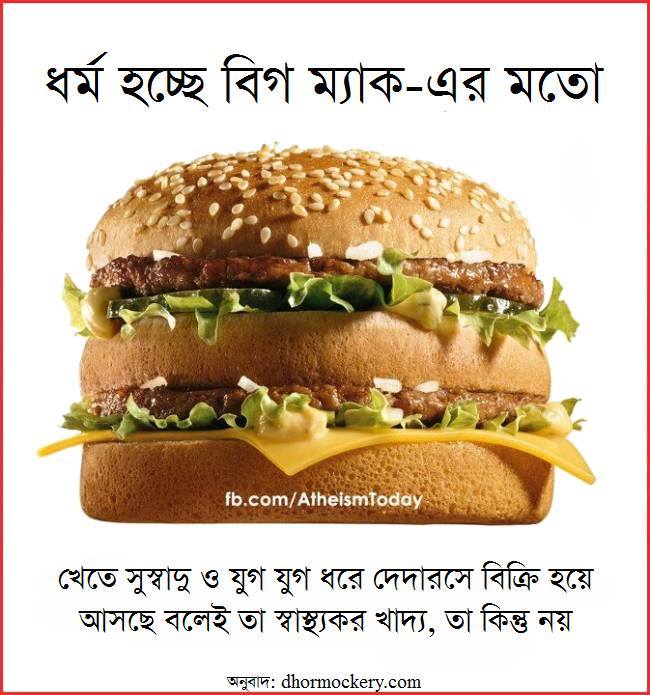 ধর্ম হচ্ছে বিগ ম্যাক-এর মতো
fb.com/AtheismToday
খেতে সুস্বাদু ও যুগ যুগ ধরে দেদারসে বিক্রি হয়ে
আসছে বলেই তা স্বাস্থ্যকর খাদ্য, তা কিন্তু নয়
অনুবাদ: dhormockery.com